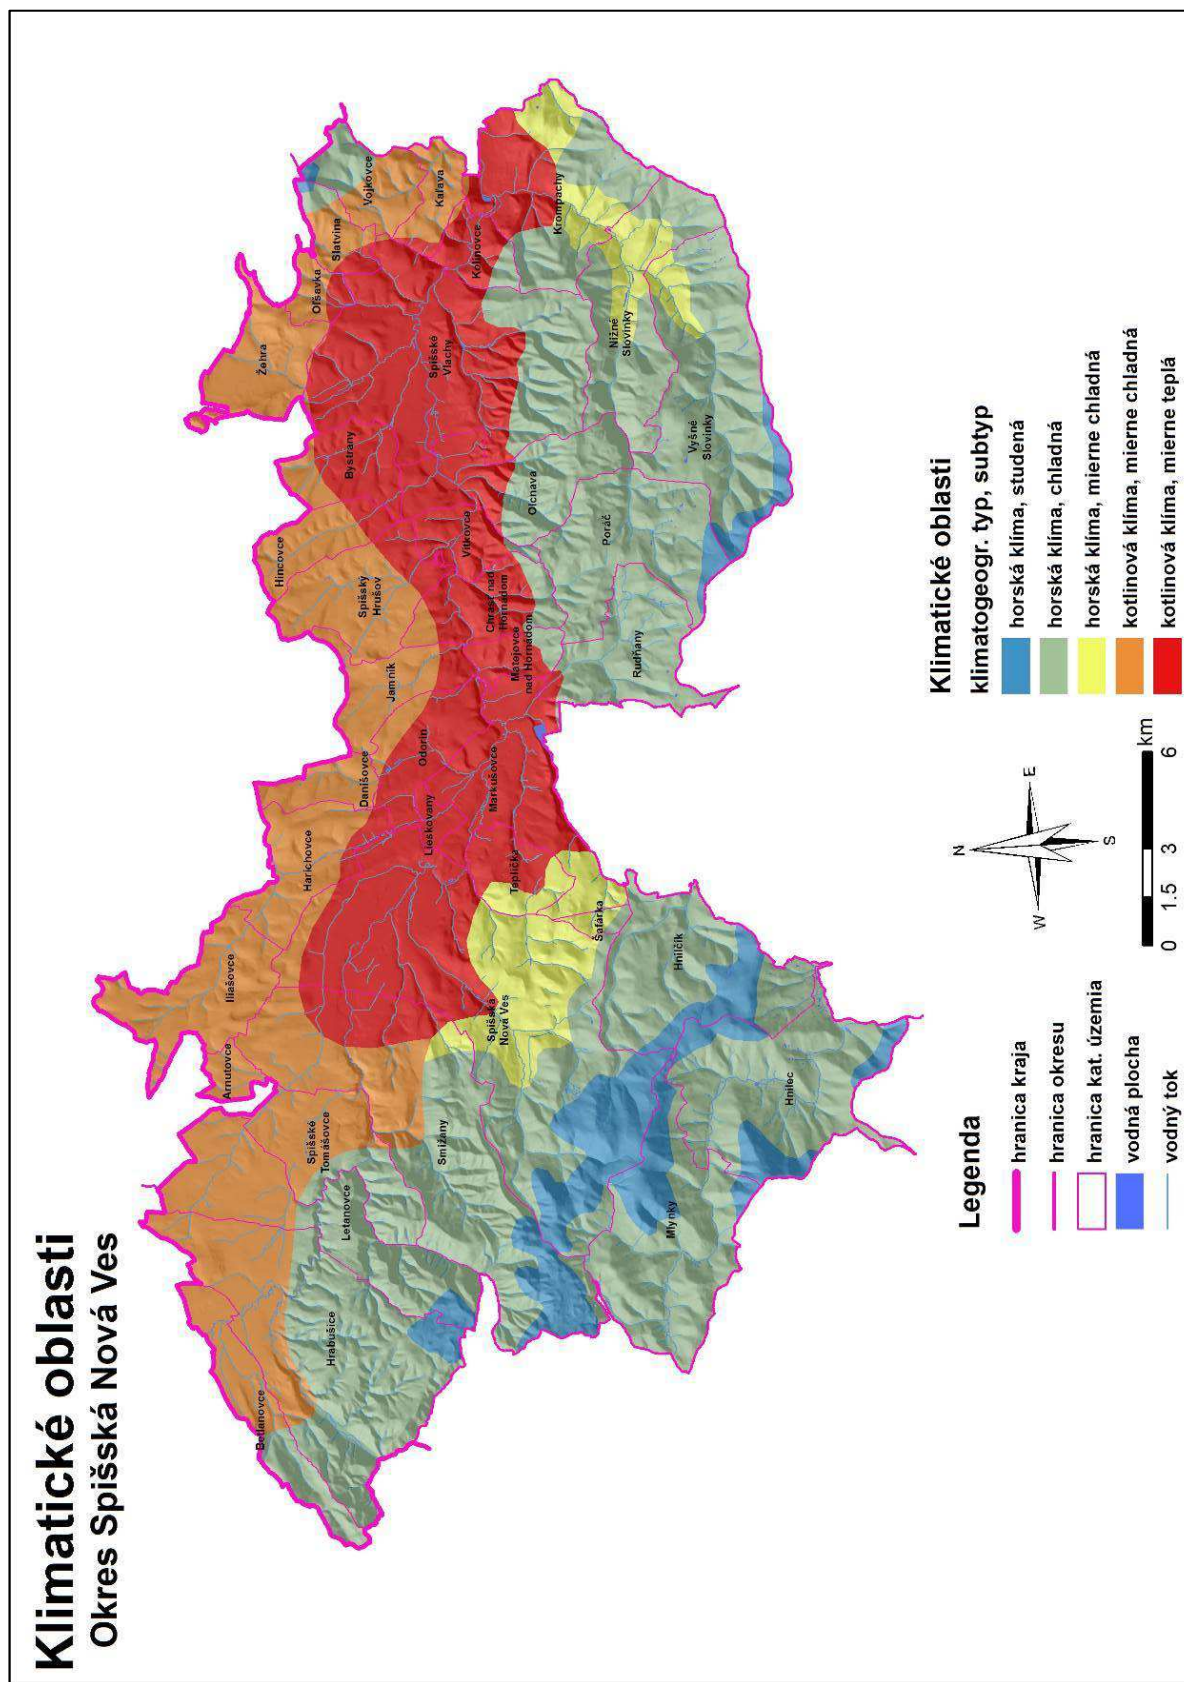 Klimatické oblasti
Okres Spišská Nová Ves
Betlanovce
Hrabušice
Letanovce
Spišské
Tomášovce
Arnutovce
Iliašovce
Harichovce
Danišovce
Jamník
Spišský
Hrušov
Hincovce
Bystrany
Žehra
Oľšavka
Slatvina
Vojkovce
Kaľava
Smižany
Spišská
Nová Ves
Lieskovany
Odorín
Teplička
Markušovce
Matejovce
nad Hornádom
Chrasť nad
Hornádom
Vítkovce
Spišské
Vlachy
Kolinovce
Krompachy
Olcnava
Šafárka
Hnilčík
Mlynky
Hnilec
Rudňany
Poráč
Nižné
Slovinky
Vyšné
Slovinky
Legenda
hranica kraja
hranica okresu
hranica kat. územia
vodná plocha
vodný tok
N
W
E
S
0
1.5
3
6
km
Klimatické oblasti
klimatogeogr. typ, subtyp
horská klíma, studená
horská klíma, chladná
horská klíma, mierne chladná
kotlinová klíma, mierne chladná
kotlinová klíma, mierne teplá